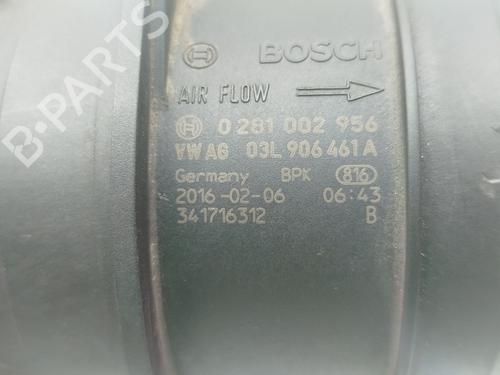 BOSCH
AIR FLOW
0 281 002 956
VW AG 03L 906 461 A
Germany BPK 816
2016-02-06 06:43
341716312 B
B-PARTS